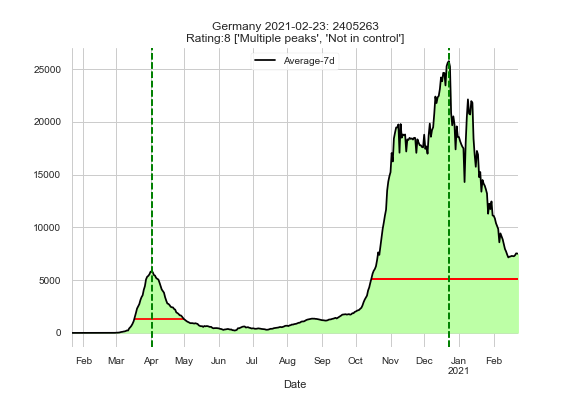 Germany 2021-02-23: 2405263
Rating:8 ['Multiple peaks', 'Not in control']
Average-7d
25000
20000
15000
10000
5000
0
Feb Mar Apr May Jun Jul Aug Sep Oct Nov Dec Jan Feb
2021
Date